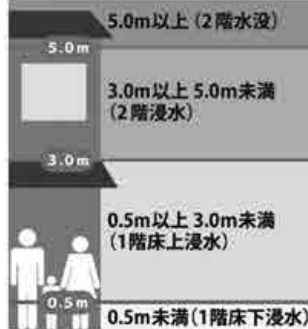 5.0m以上（2階水没）
5.0m
3.0m以上 5.0m未満
（2階浸水）
3.0m
0.5m以上 3.0m未満
（1階床上浸水）
0.5m
0.5m未満（1階床下浸水）